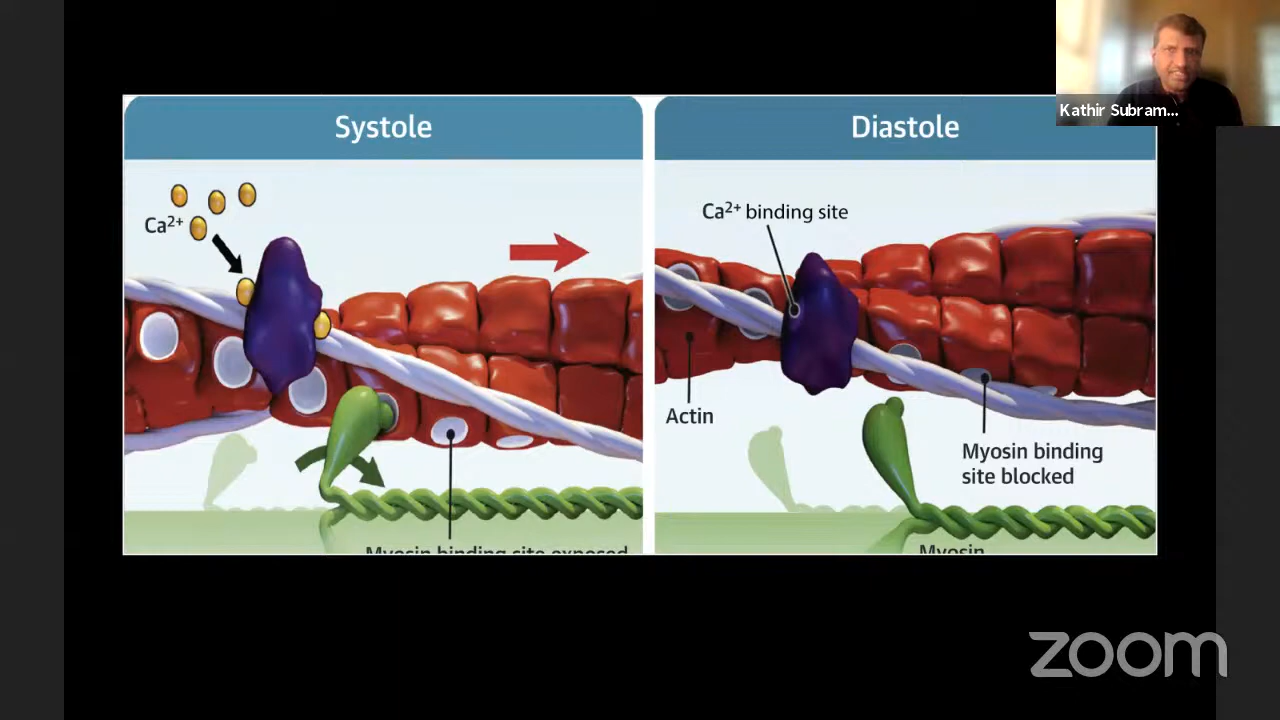 Systole
Diastole
Kathir Subram...
Ca2+
Ca2+ binding site
Actin
Myosin binding
site blocked
Myosin binding site exposed
Myosin
zoom